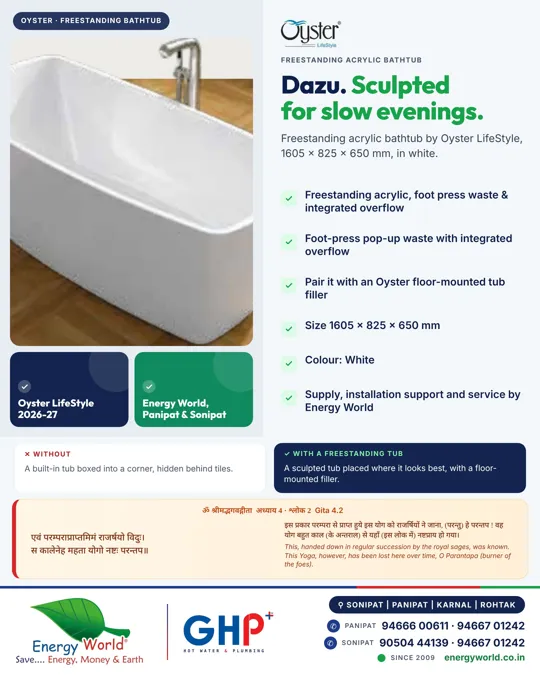 OYSTER · FREESTANDING BATHTUB
Oyster®
LifeStyle
FREESTANDING ACRYLIC BATHTUB
Dazu. Sculpted
for slow evenings.
Freestanding acrylic bathtub by Oyster LifeStyle,
1605 × 825 × 650 mm, in white.
Freestanding acrylic, foot press waste &
integrated overflow
Foot-press pop-up waste with integrated
overflow
Pair it with an Oyster floor-mounted tub
filler
Size 1605 × 825 × 650 mm
Colour: White
Supply, installation support and service by
Energy World
Oyster LifeStyle
2026-27
Energy World,
Panipat & Sonipat
✕ WITHOUT
A built-in tub boxed into a corner, hidden behind tiles.
✓ WITH A FREESTANDING TUB
A sculpted tub placed where it looks best, with a floor-
mounted filler.
ॐ श्रीमद्भगवद्गीता अध्याय 4 · श्लोक 2 Gita 4.2
एवं परम्पराप्राप्तमिमं राजर्षयो विदुः।
स कालेनेह महता योगो नष्टः परन्तप॥
इस प्रकार परम्परा से प्राप्त हुये इस योग को राजर्षियों ने जाना, (परन्तु) हे परन्तप : वह
योग बहुत काल (के अन्तराल) से यहाँ (इस लोक में) नष्टप्राय हो गया।
This, handed down in regular succession by the royal sages, was known.
This Yoga, however, has been lost here over time, O Parantapa (burner of
the foes).
Energy World®
Save.... Energy, Money & Earth
GHP+
HOT WATER & PLUMBING
SONIPAT | PANIPAT | KARNAL | ROHTAK
PANIPAT 94666 00611 · 94667 01242
SONIPAT 90504 44139 · 94667 01242
SINCE 2009 energyworld.co.in